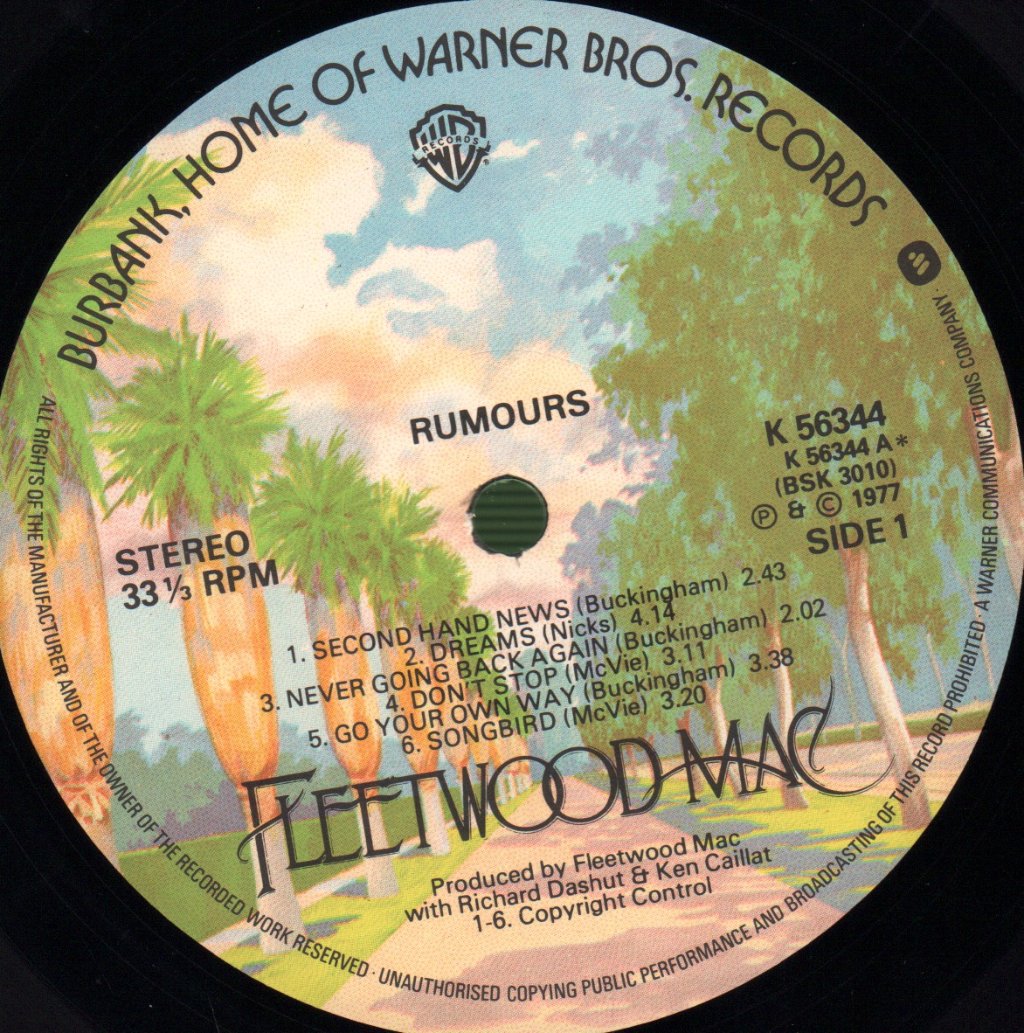 BURBANK, HOME OF WARNER BROS. RECORDS
WB
RECORDS
®
RUMOURS
K 56344
K 56344 A*
(BSK 3010)
Ⓟ & © 1977
SIDE 1
STEREO
33 ⅓ RPM
1. SECOND HAND NEWS (Buckingham) 2.43
2. DREAMS (Nicks) 4.14
3. NEVER GOING BACK AGAIN (Buckingham) 2.02
4. DON'T STOP (McVie) 3.11
5. GO YOUR OWN WAY (Buckingham) 3.38
6. SONGBIRD (McVie) 3.20
FLEETWOOD MAC
Produced by Fleetwood Mac
with Richard Dashut & Ken Caillat
1-6. Copyright Control
ALL RIGHTS OF THE MANUFACTURER AND OF THE OWNER OF THE RECORDED WORK RESERVED · UNAUTHORISED COPYING PUBLIC PERFORMANCE AND BROADCASTING OF THIS RECORD PROHIBITED · A WARNER COMMUNICATIONS COMPANY ·